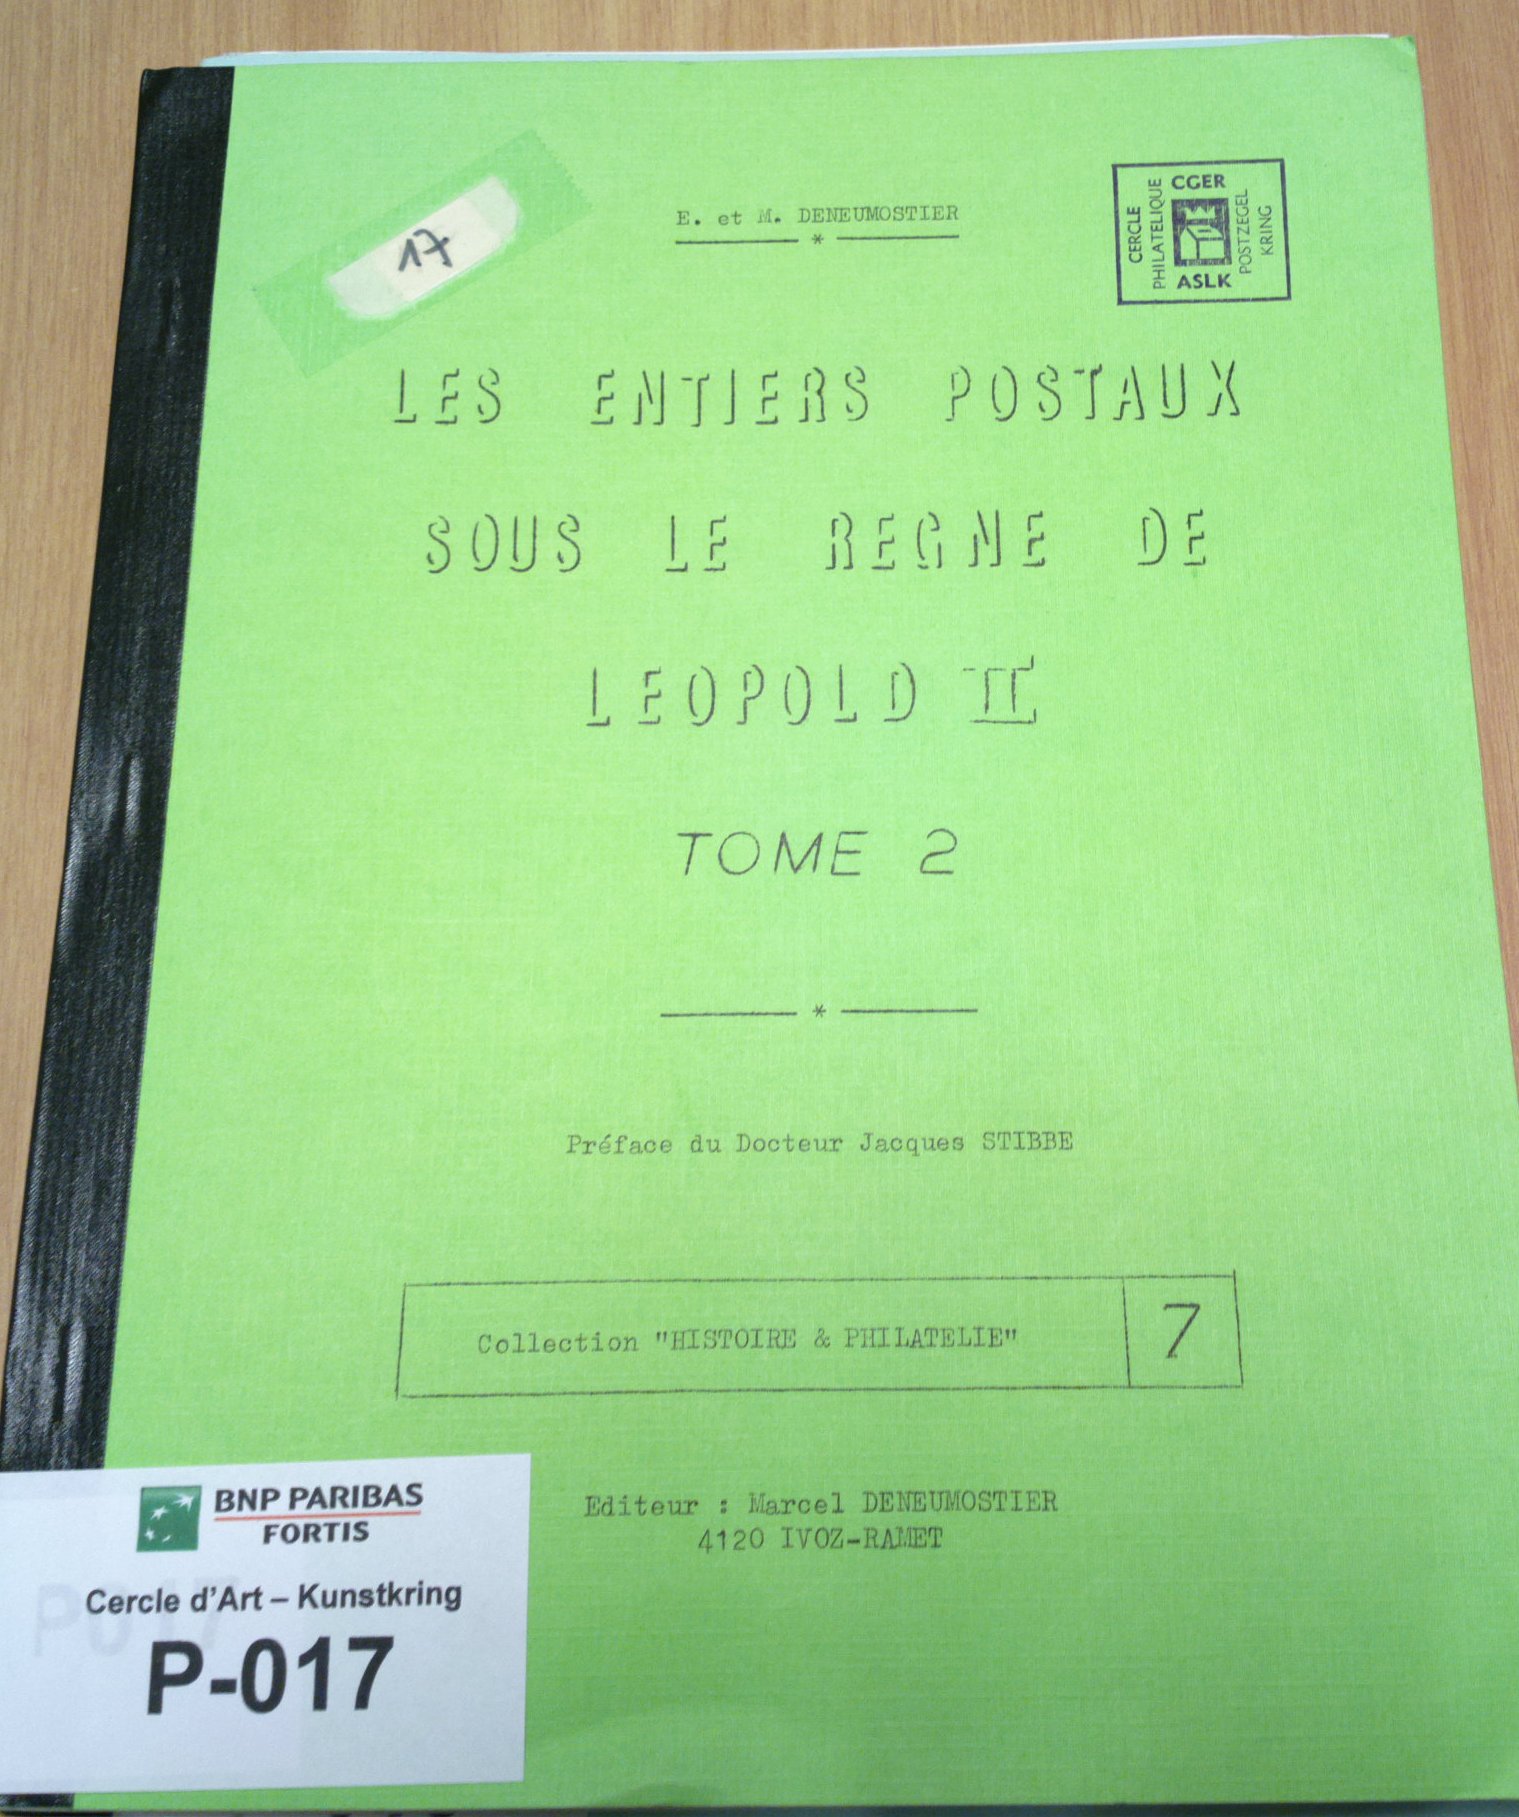 17
E. et M. DENEUMOSTIER
*
CERCLE
PHILATELIQUE
CGER
ASLK
POSTZEGEL
KRING
LES ENTIERS POSTAUX
SOUS LE REGNE DE
LEOPOLD II
TOME 2
*
Préface du Docteur Jacques STIBBE
Collection "HISTOIRE & PHILATELIE" 7
Editeur : Marcel DENEUMOSTIER
4120 IVOZ-RAMET
BNP PARIBAS
FORTIS
Cercle d'Art – Kunstkring
P-017